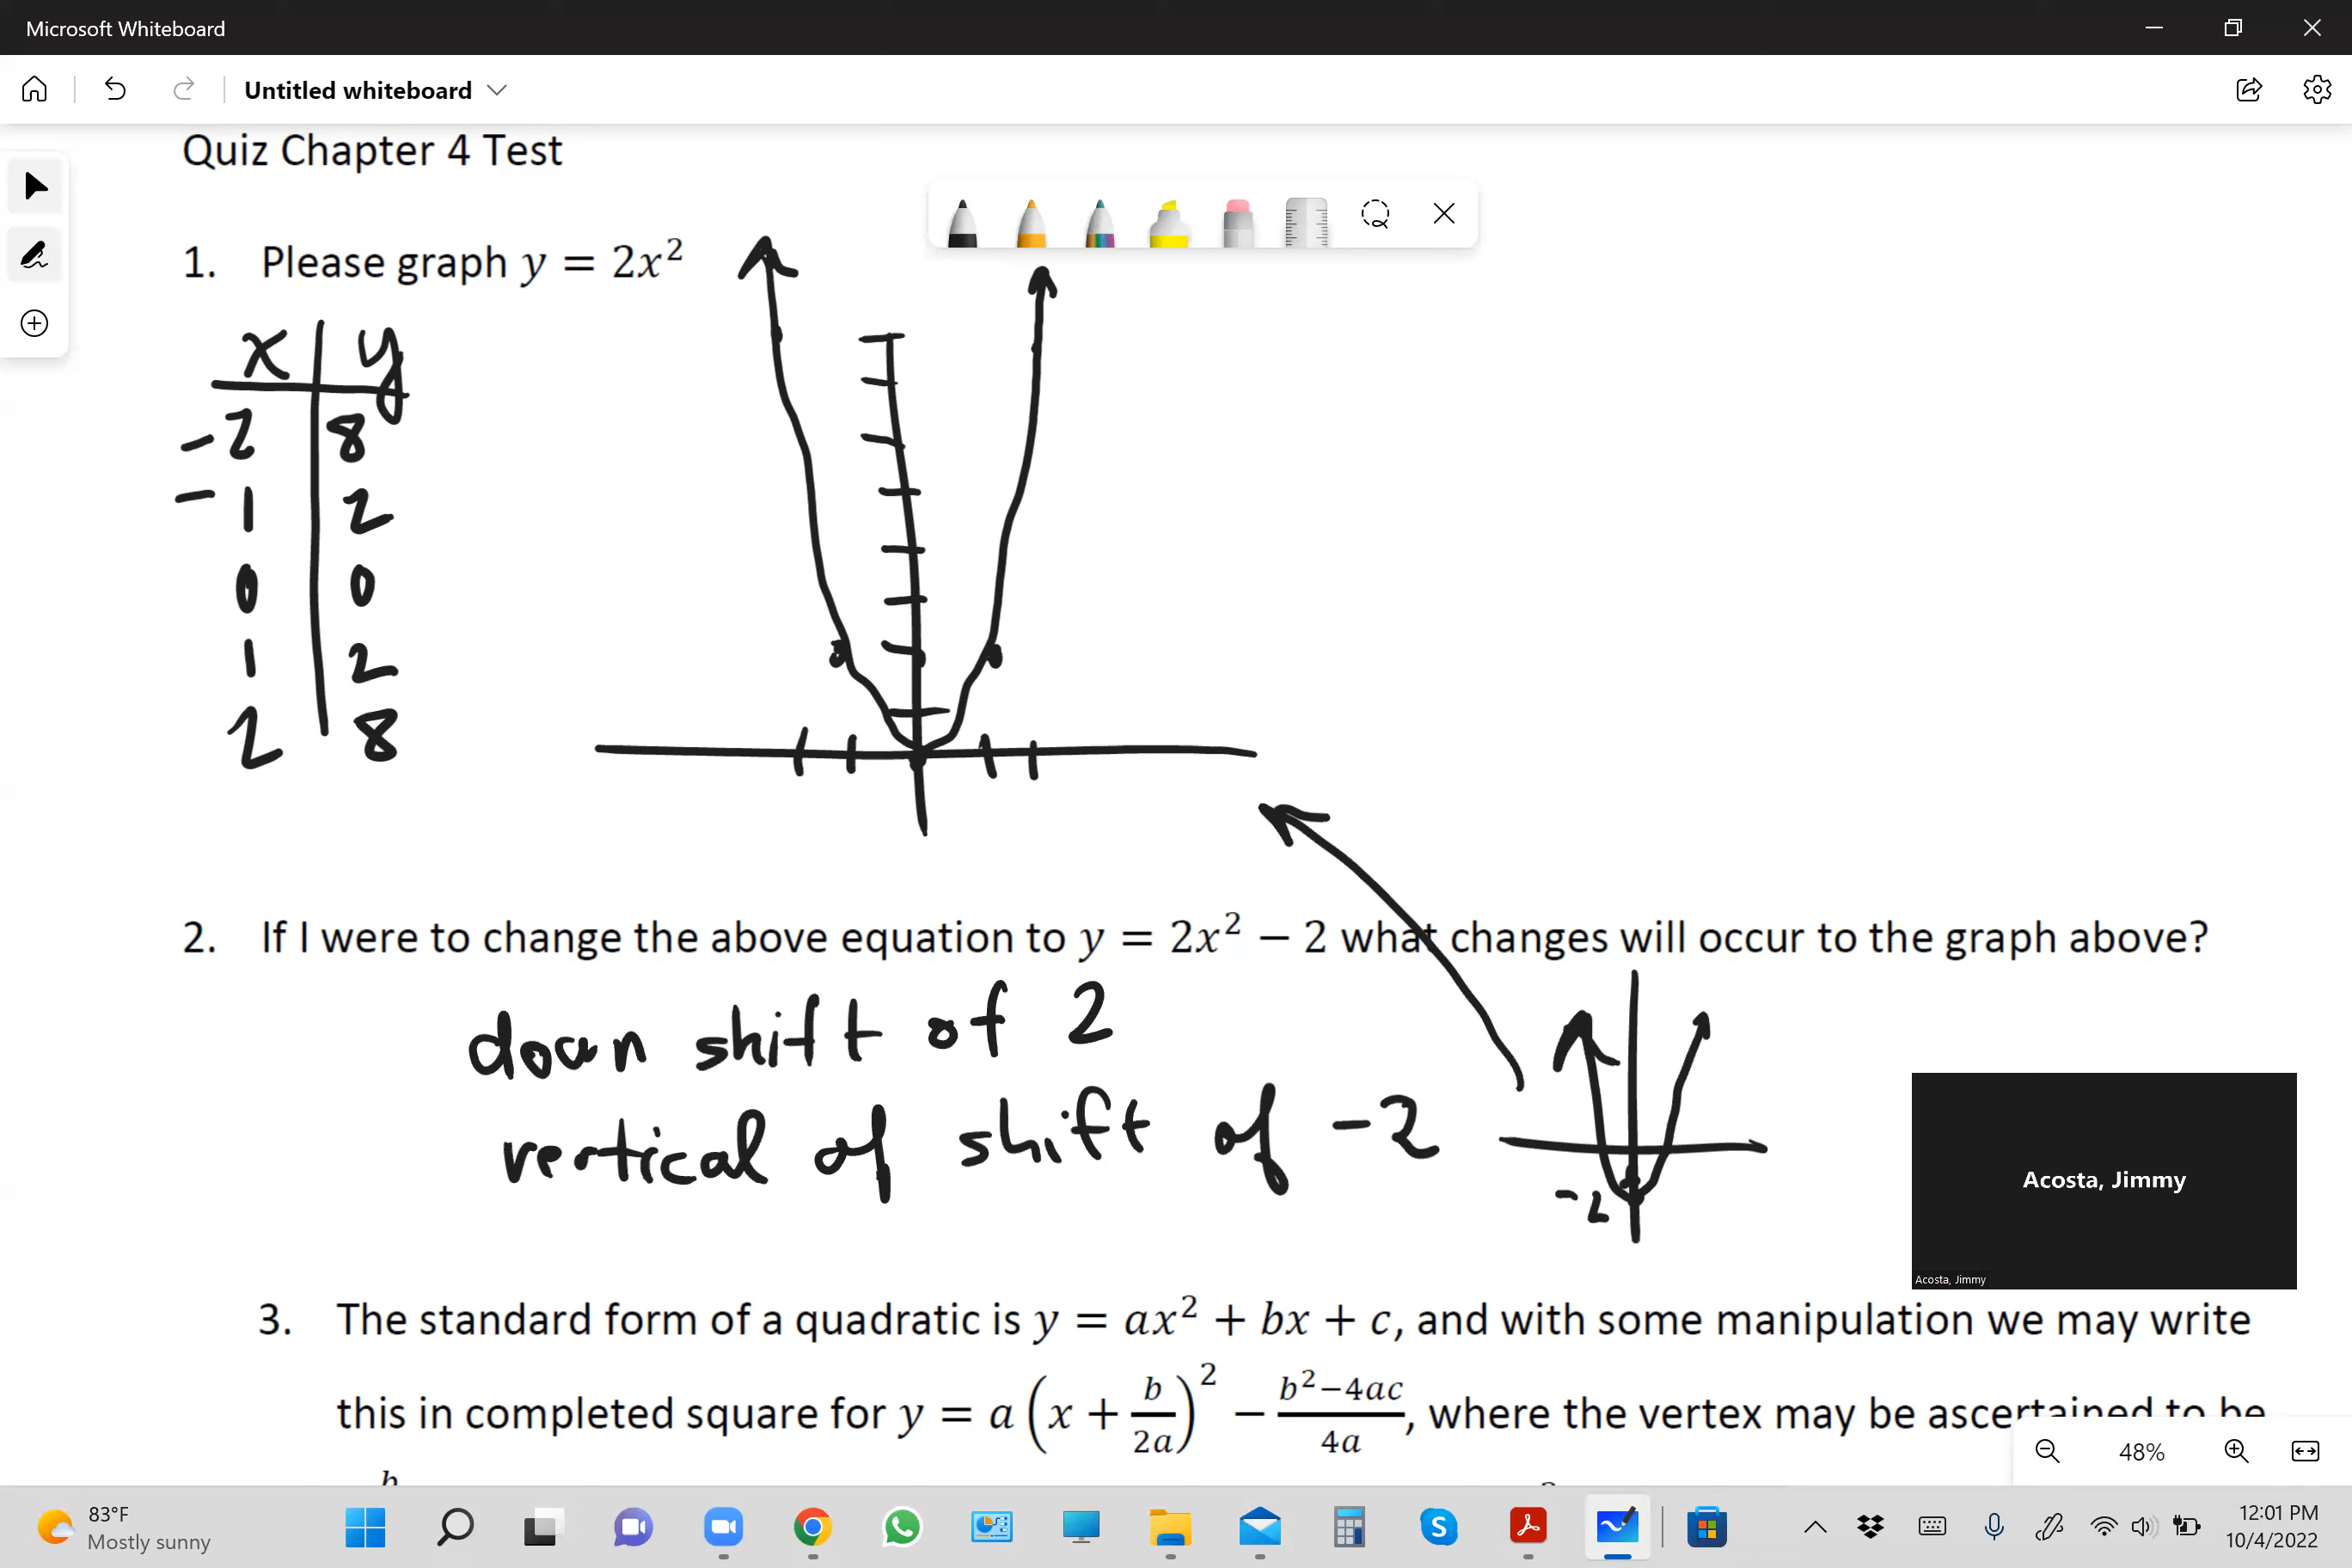 Microsoft Whiteboard
Untitled whiteboard
Quiz Chapter 4 Test
1. Please graph y = 2x²
x y
-2 8
-1 2
0 0
1 2
2 8
2. If I were to change the above equation to y = 2x² − 2 what changes will occur to the graph above?
down shift of 2
vertical of shift of -2
-2
Acosta, Jimmy
Acosta, Jimmy
3. The standard form of a quadratic is y = ax² + bx + c, and with some manipulation we may write
this in completed square for y = a(x + b/2a)² − b²−4ac/4a, where the vertex may be ascertained to be
48%
83°F
Mostly sunny
12:01 PM
10/4/2022